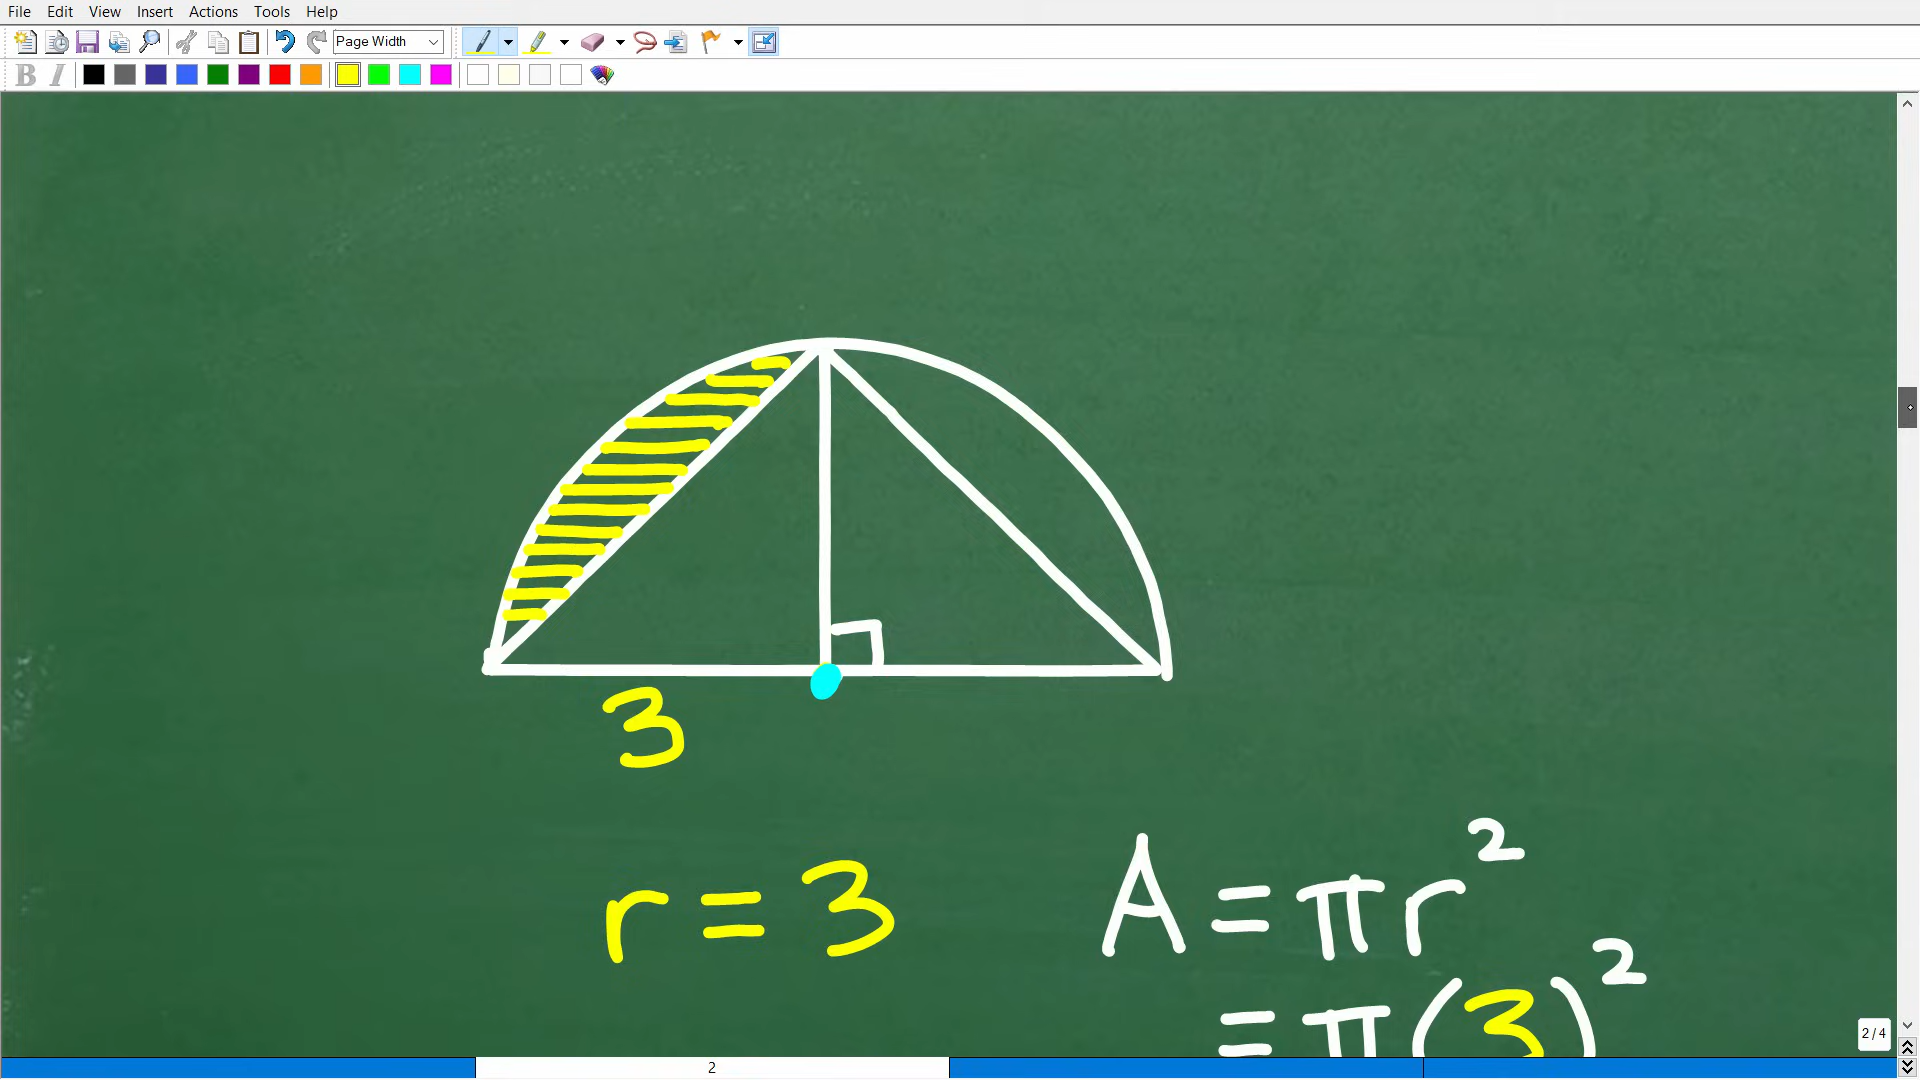 File Edit View Insert Actions Tools Help
Page Width
B I
3
r = 3
A = πr²
= π(3)²
2 / 4
2